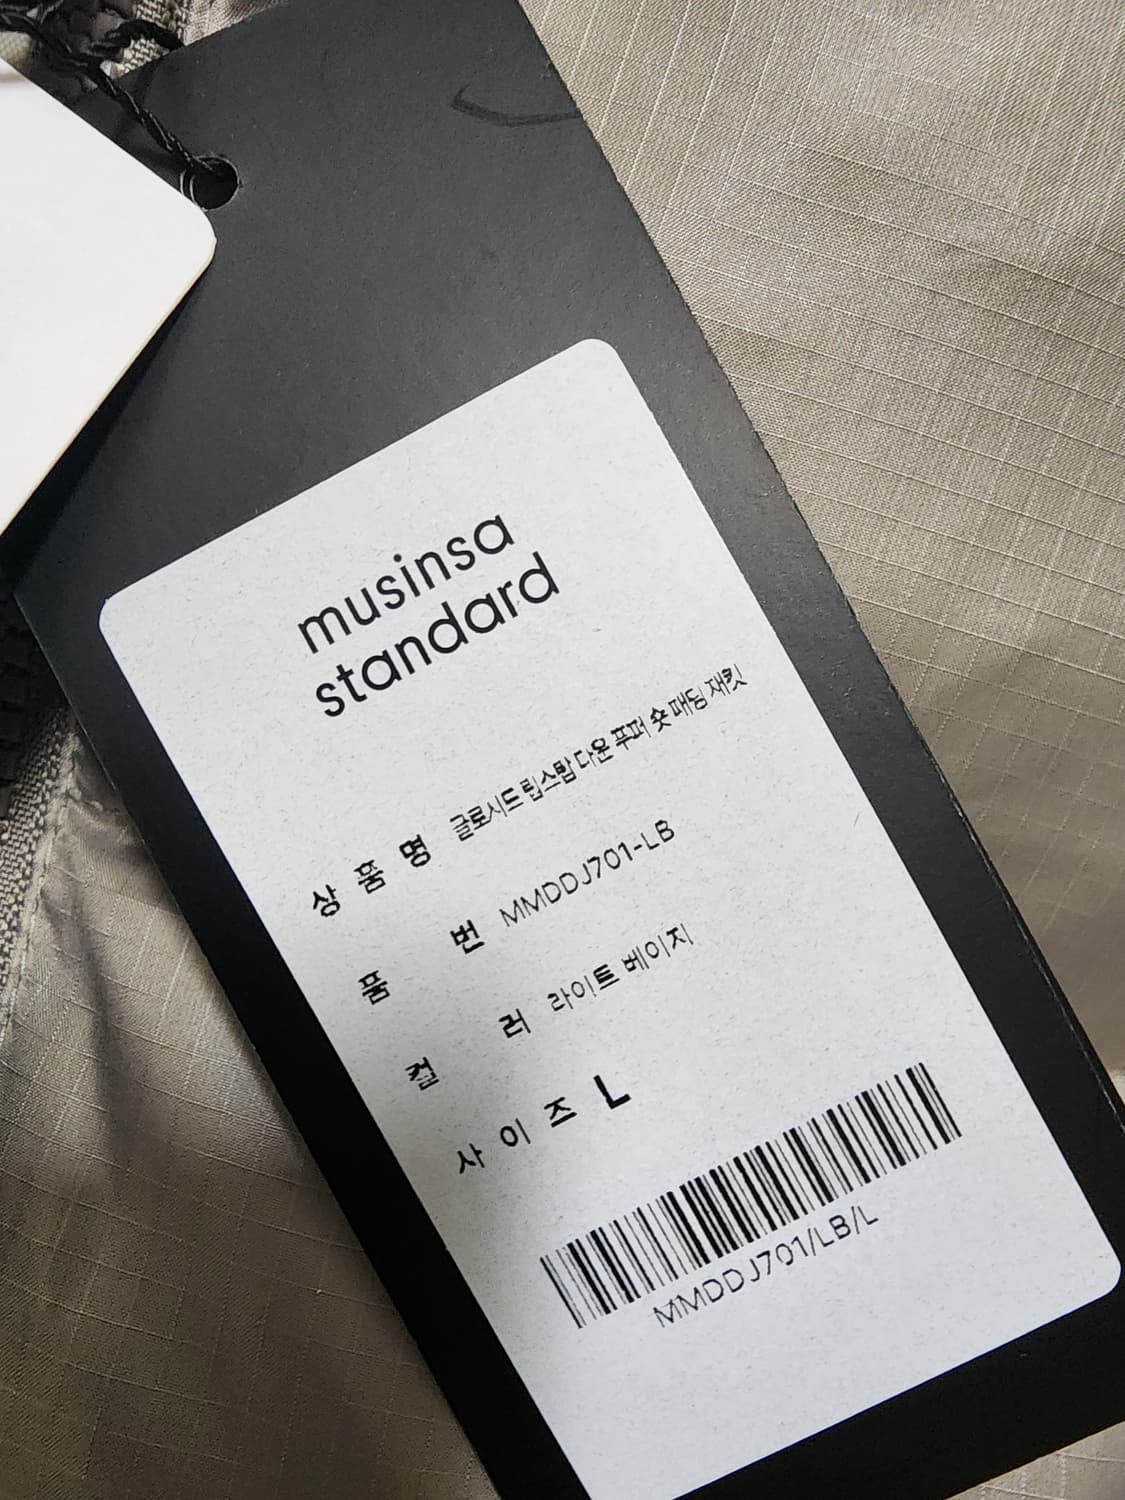 musinsa
standard
상품명 글로시드 립스탑 다운 푸퍼 숏 패딩 재킷
품번 MMDDJ701-LB
컬러 라이트 베이지
사이즈 L
MMDDJ701/LB/L